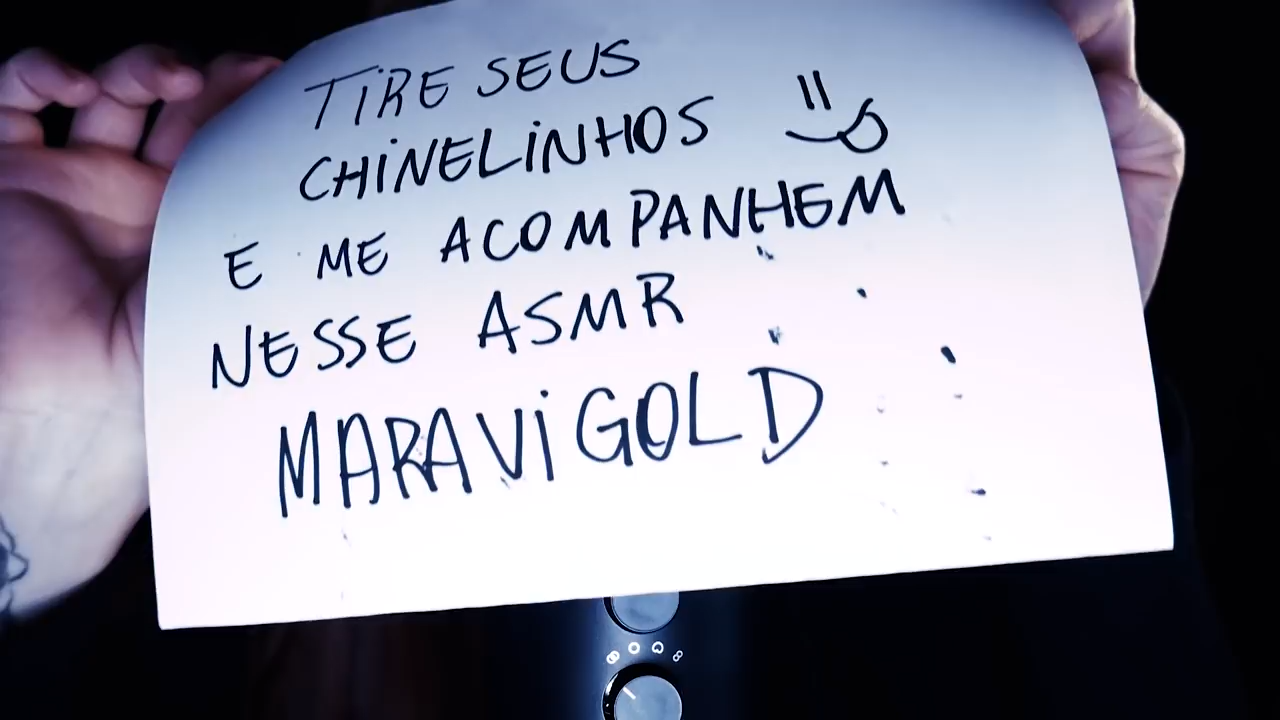 TIRE SEUS
CHINELINHOS
E ME ACOMPANHEM
NESSE ASMR
MARAVIGOLD